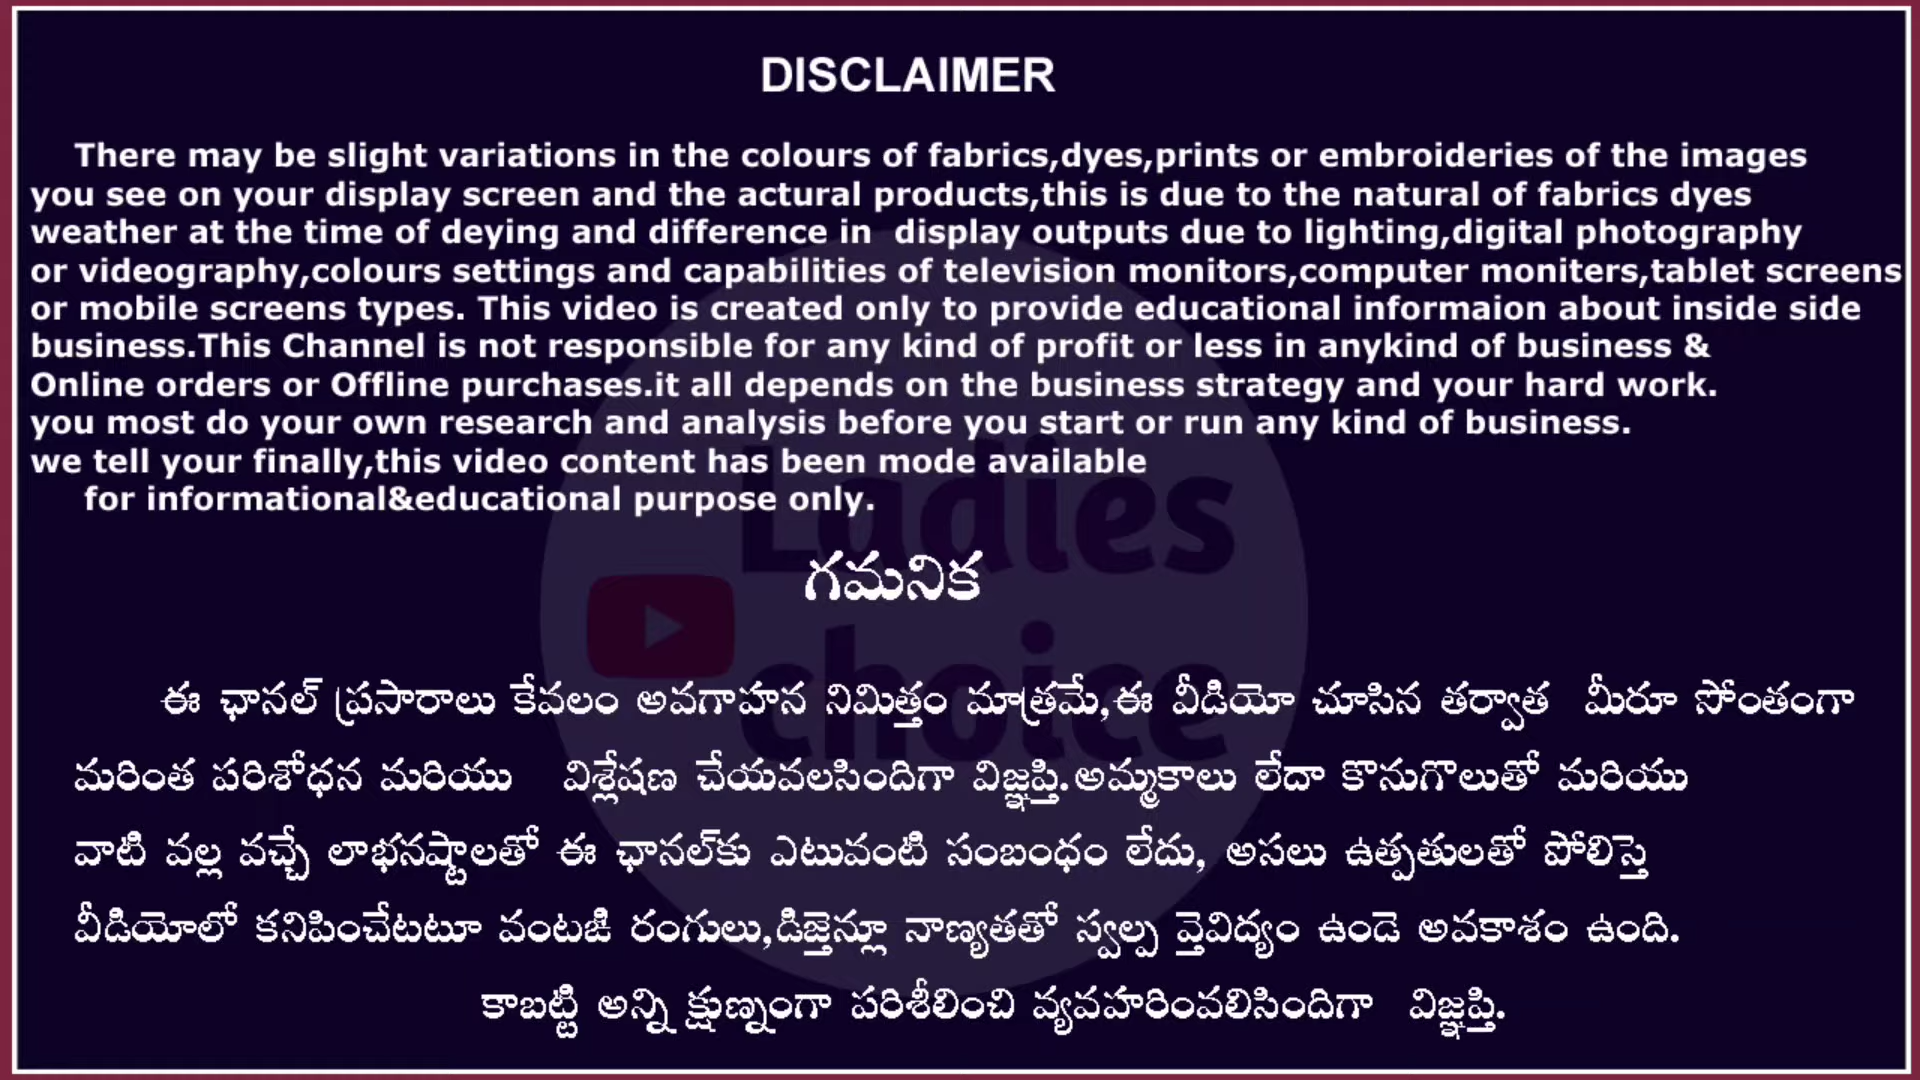 DISCLAIMER
There may be slight variations in the colours of fabrics,dyes,prints or embroideries of the images
you see on your display screen and the actural products,this is due to the natural of fabrics dyes
weather at the time of deying and difference in display outputs due to lighting,digital photography
or videography,colours settings and capabilities of television monitors,computer moniters,tablet screens
or mobile screens types. This video is created only to provide educational informaion about inside side
business.This Channel is not responsible for any kind of profit or less in anykind of business &
Online orders or Offline purchases.it all depends on the business strategy and your hard work.
you most do your own research and analysis before you start or run any kind of business.
we tell your finally,this video content has been mode available
for informational&educational purpose only.
Ladies
గమనిక
choice
ఈ ఛానల్ ప్రసారాలు కేవలం అవగాహన నిమిత్తం మాత్రమే,ఈ వీడియో చూసిన తర్వాత మీరూ సోంతంగా
మరింత పరిశోధన మరియు విశ్లేషణ చేయవలసిందిగా విజ్ఞప్తి.అమ్మకాలు లేదా కొనుగొలుతో మరియు
వాటి వల్ల వచ్చే లాభనష్టాలతో ఈ ఛానల్‌కు ఎటువంటి సంబంధం లేదు, అసలు ఉత్పతులతో పోలిస్తె
వీడియోలో కనిపించేటటూ వంటజి రంగులు,డిజైన్లూ నాణ్యతతో స్వల్ప వైవిద్యం ఉండె అవకాశం ఉంది.
కాబట్టి అన్ని క్షుణ్నంగా పరిశీలించి వ్యవహరింవలిసిందిగా విజ్ఞప్తి.